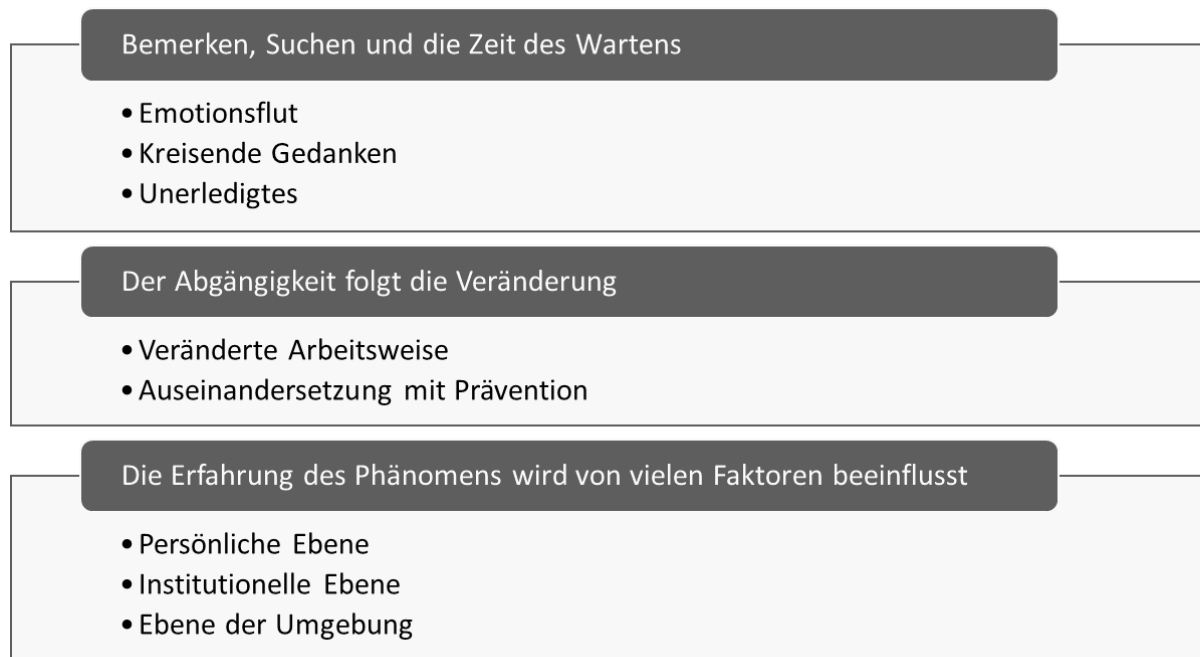 Bemerken, Suchen und die Zeit des Wartens
• Emotionsflut
• Kreisende Gedanken
• Unerledigtes
Der Abgängigkeit folgt die Veränderung
• Veränderte Arbeitsweise
• Auseinandersetzung mit Prävention
Die Erfahrung des Phänomens wird von vielen Faktoren beeinflusst
• Persönliche Ebene
• Institutionelle Ebene
• Ebene der Umgebung